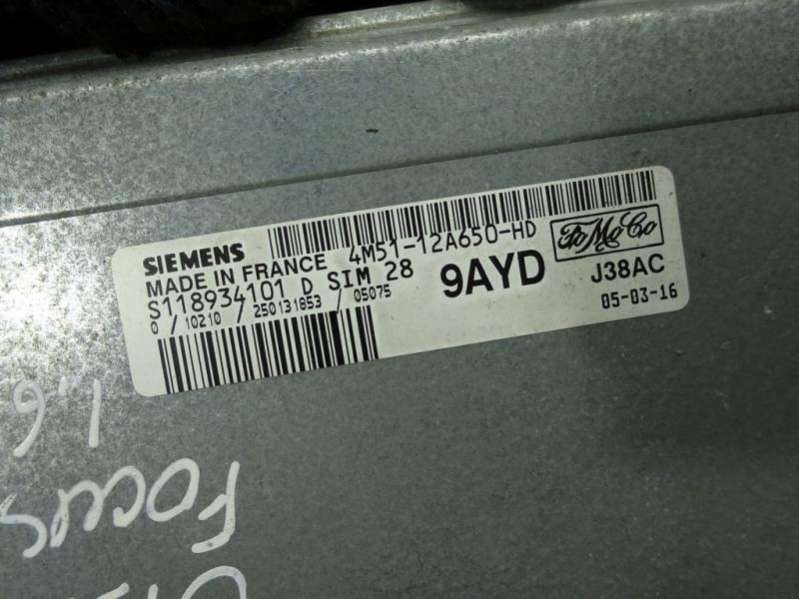 SIEMENS 4M51-12A650-HD FoMoCo
MADE IN FRANCE
S118934101 D SIM 28 9AYD J38AC
0 / 10210 / 250131853 / 05075 05-03-16
1.6
FOCUS